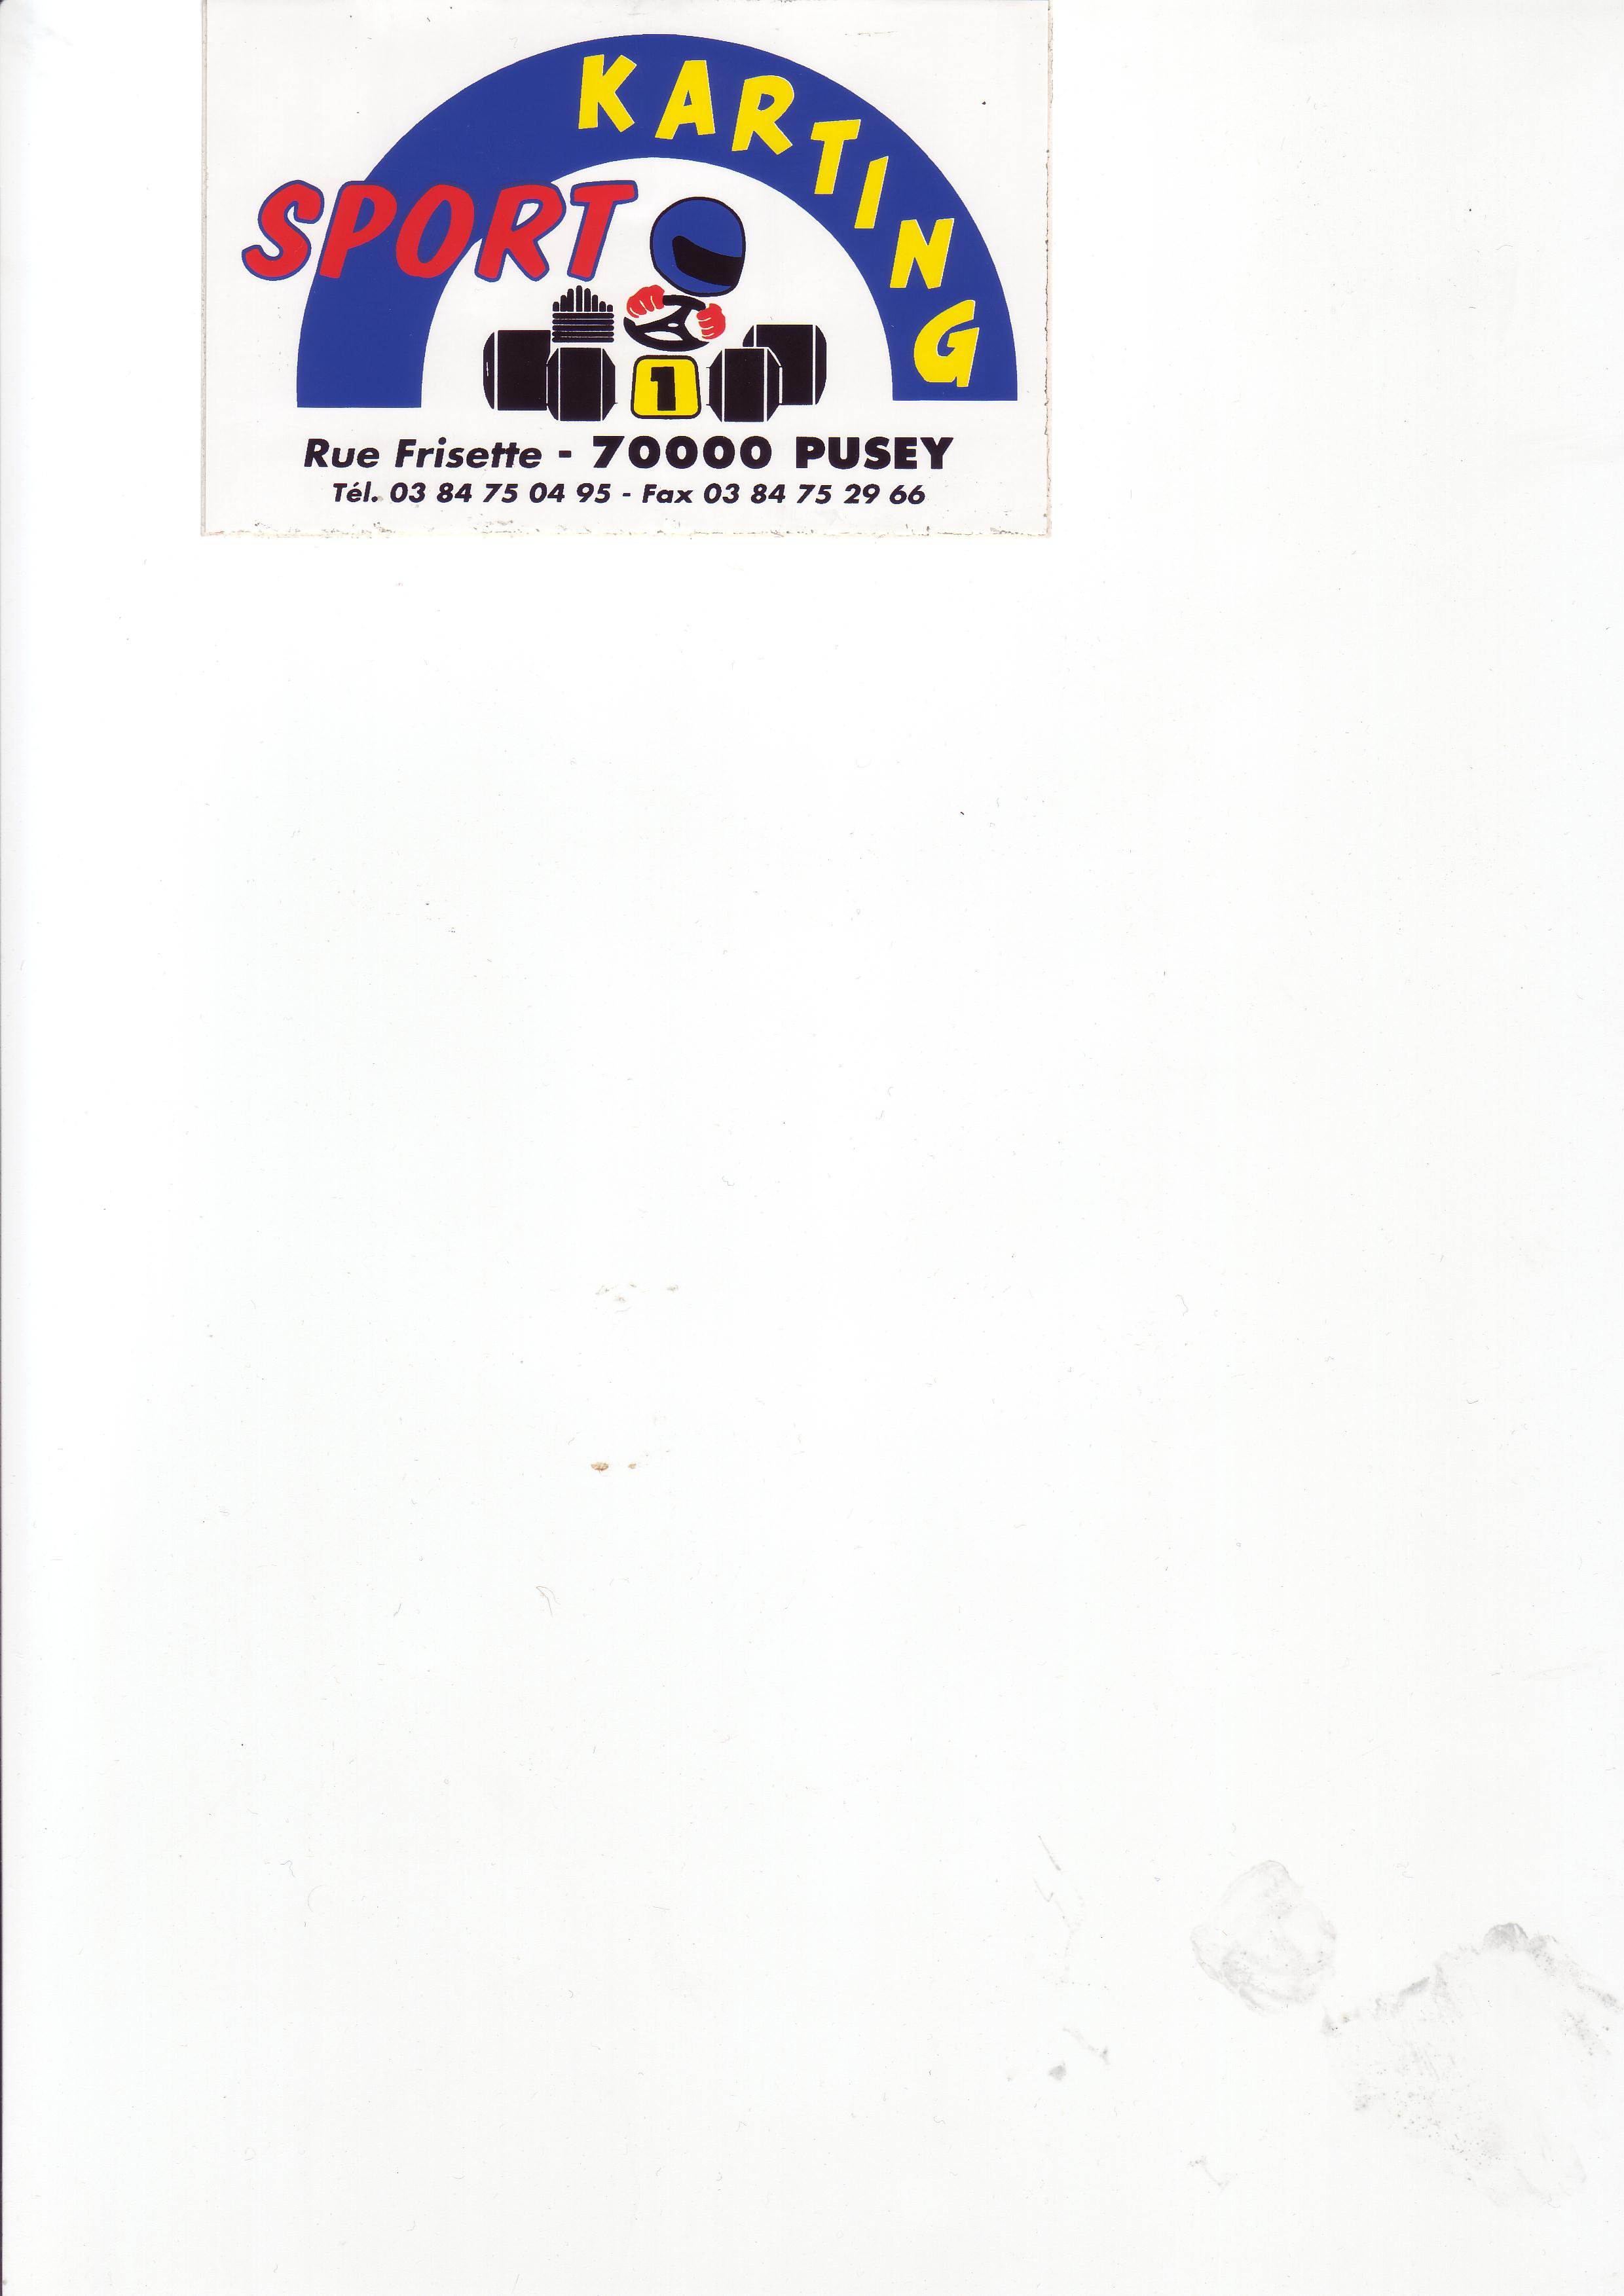 KARTING
SPORT
1
Rue Frisette - 70000 PUSEY
Tél. 03 84 75 04 95 - Fax 03 84 75 29 66